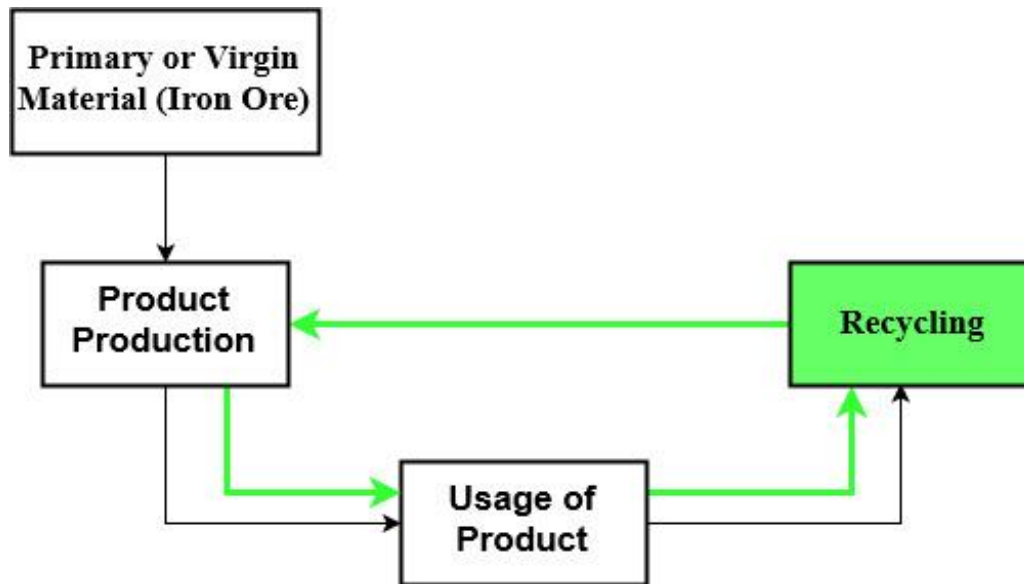 Primary or Virgin
Material (Iron Ore)
Product
Production
Recycling
Usage of
Product